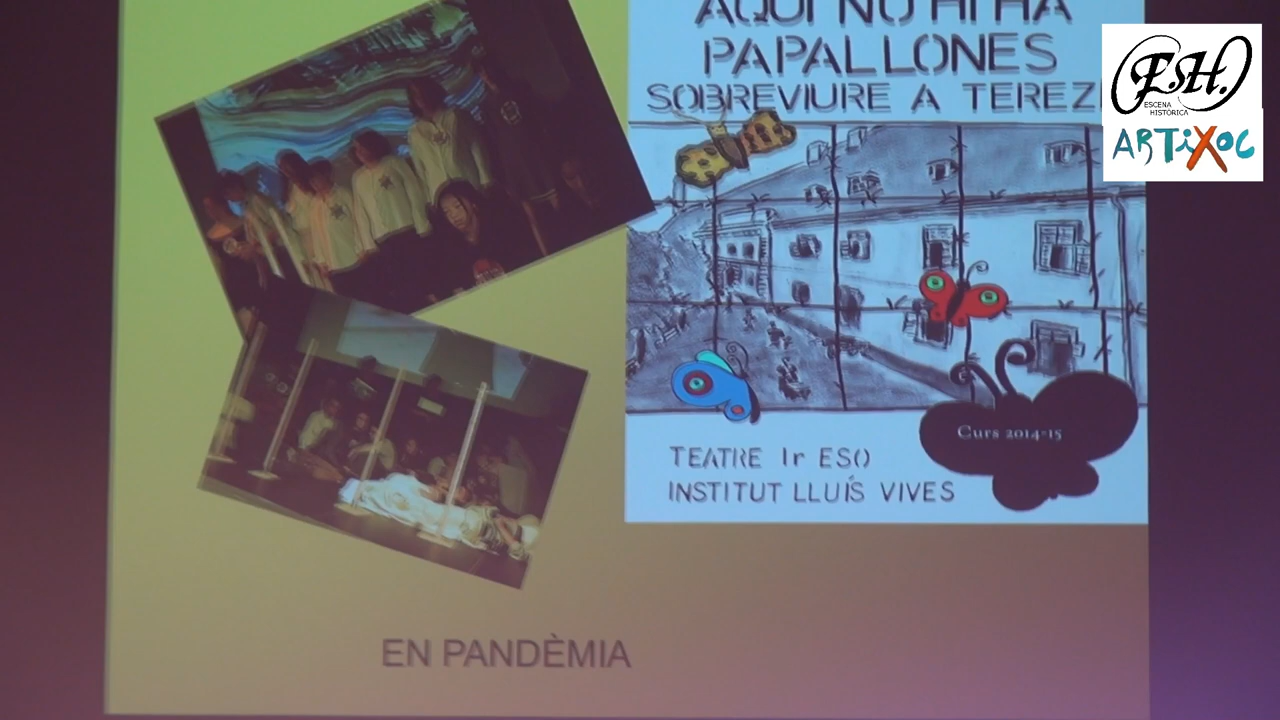 AQUÍ NO HI HA
PAPALLONES
SOBREVIURE A TEREZ
Curs 2014-15
TEATRE 1r ESO
INSTITUT LLUÍS VIVES
EN PANDÈMIA
E.S.H.
ESCENA
HISTÒRICA
ARTiXOC